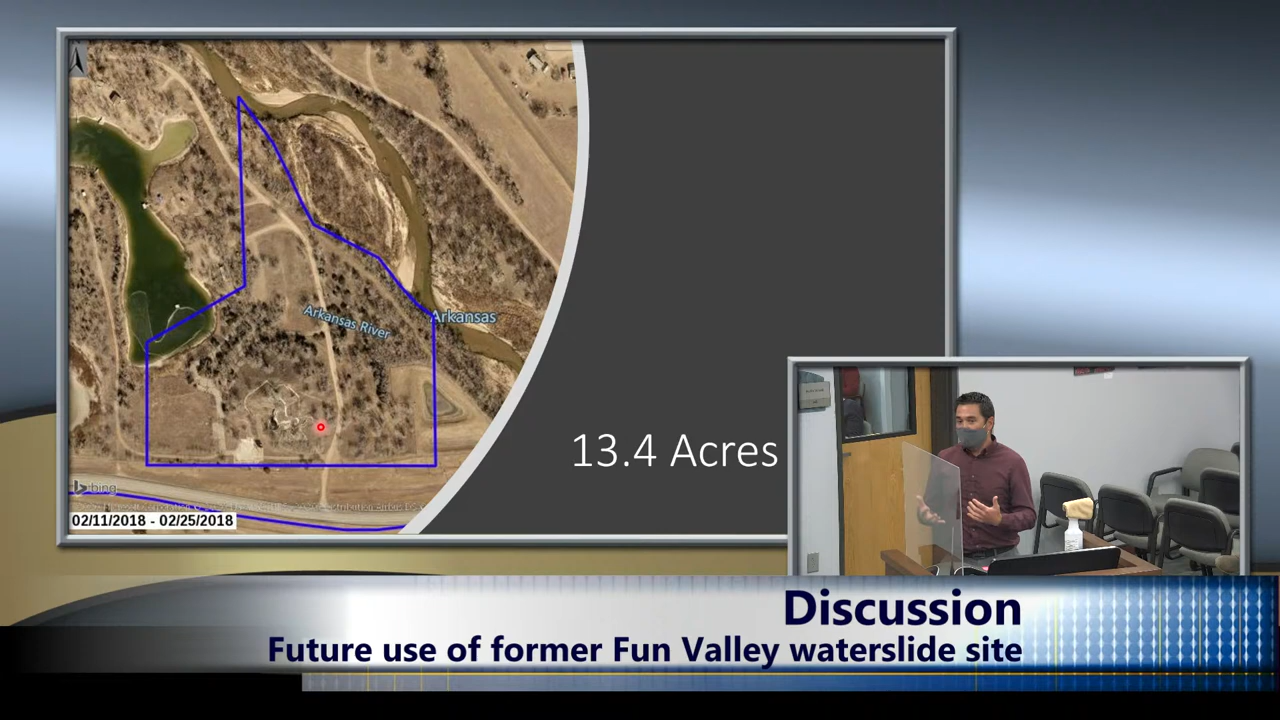 Arkansas River
Arkansas
bing
02/11/2018 - 02/25/2018
13.4 Acres
Discussion
Future use of former Fun Valley waterslide site